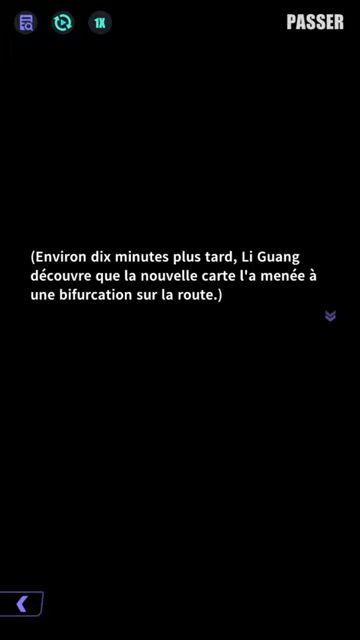 1X
PASSER
(Environ dix minutes plus tard, Li Guang
découvre que la nouvelle carte l'a menée à
une bifurcation sur la route.)